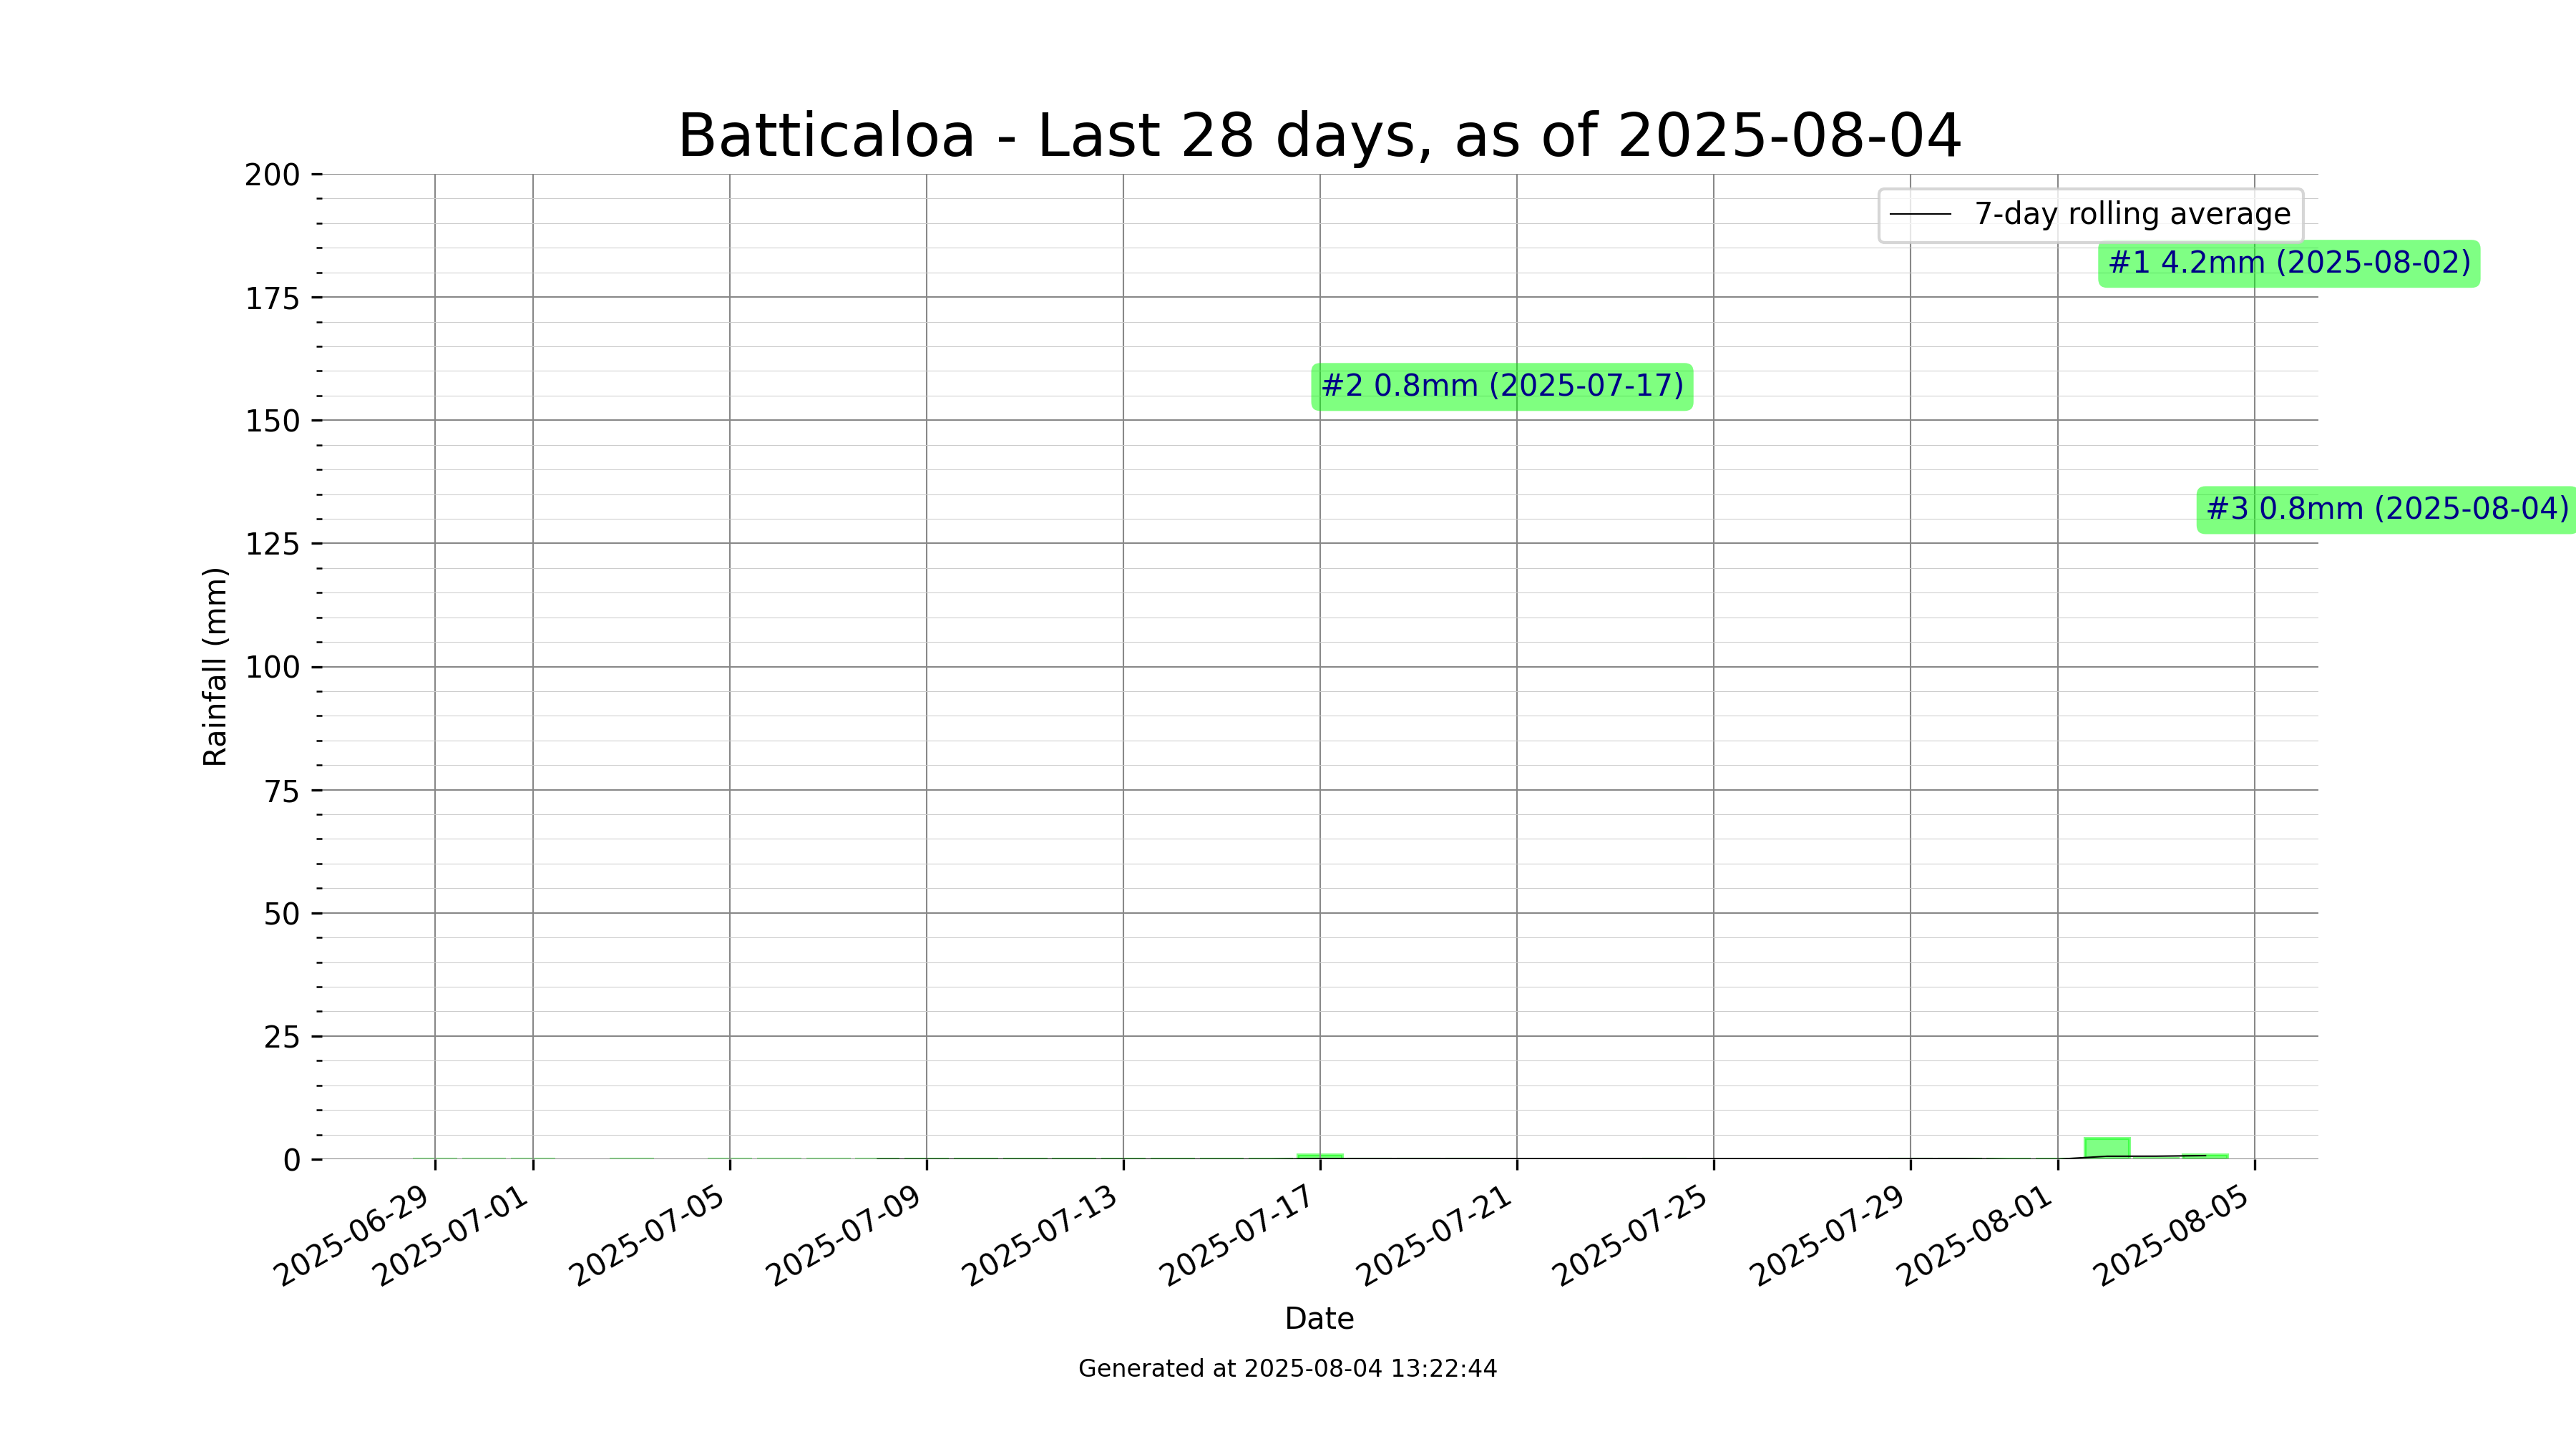 Batticaloa - Last 28 days, as of 2025-08-04
7-day rolling average
#1 4.2mm (2025-08-02)
#2 0.8mm (2025-07-17)
#3 0.8mm (2025-08-04)
Rainfall (mm)
200
175
150
125
100
75
50
25
0
2025-06-29
2025-07-01
2025-07-05
2025-07-09
2025-07-13
2025-07-17
2025-07-21
2025-07-25
2025-07-29
2025-08-01
2025-08-05
Date
Generated at 2025-08-04 13:22:44